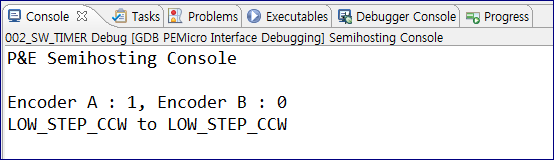 Console Tasks Problems Executables Debugger Console Progress
002_SW_TIMER Debug [GDB PEMicro Interface Debugging] Semihosting Console
P&E Semihosting Console
Encoder A : 1, Encoder B : 0
LOW_STEP_CCW to LOW_STEP_CCW